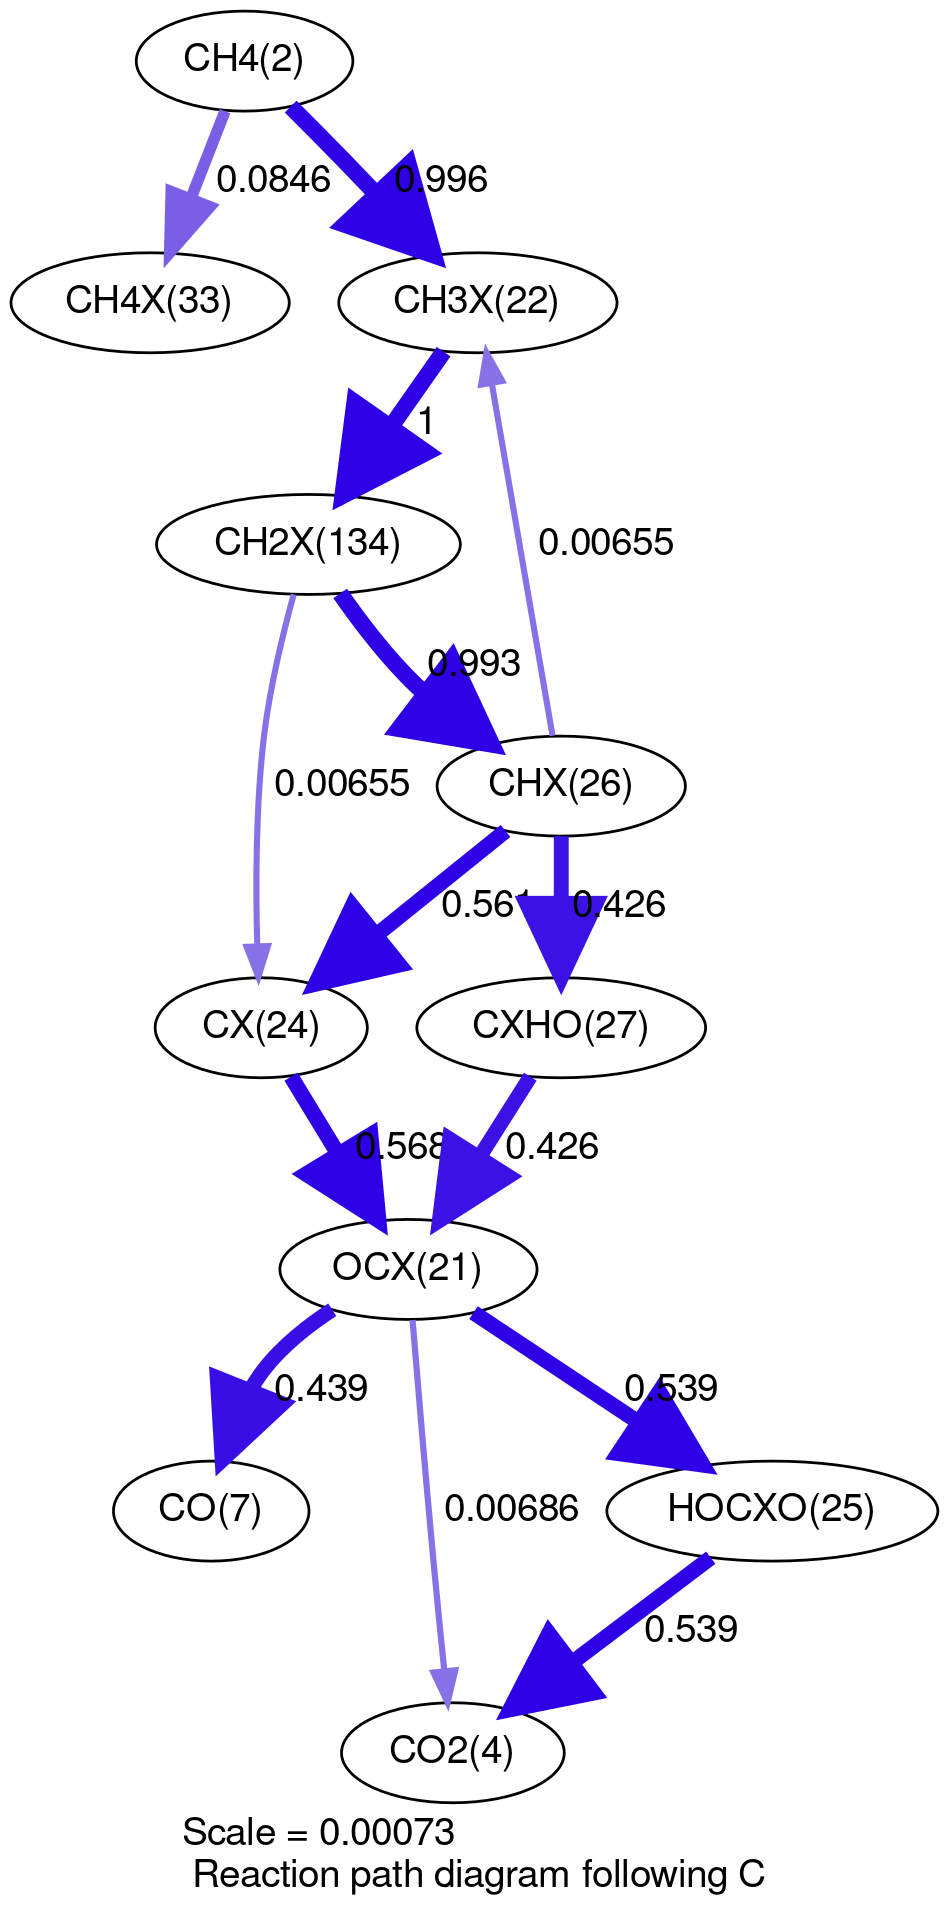 CH4(2)
0.0846
0.996
CH4X(33)
CH3X(22)
1
CH2X(134)
0.00655
0.993
0.00655
CHX(26)
0.426
CX(24)
CXHO(27)
0.568
0.426
OCX(21)
0.439
0.539
CO(7)
0.00686
HOCXO(25)
0.539
CO2(4)
Scale = 0.00073
Reaction path diagram following C